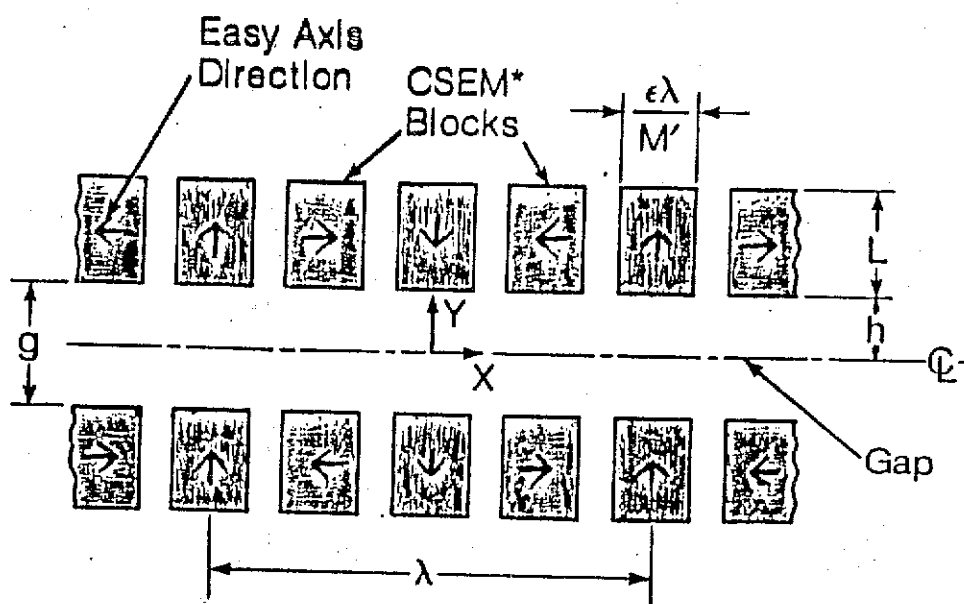 Easy Axis
Direction
CSEM*
Blocks
ϵλ
M′
L
g
Y
h
X
℄
Gap
λ